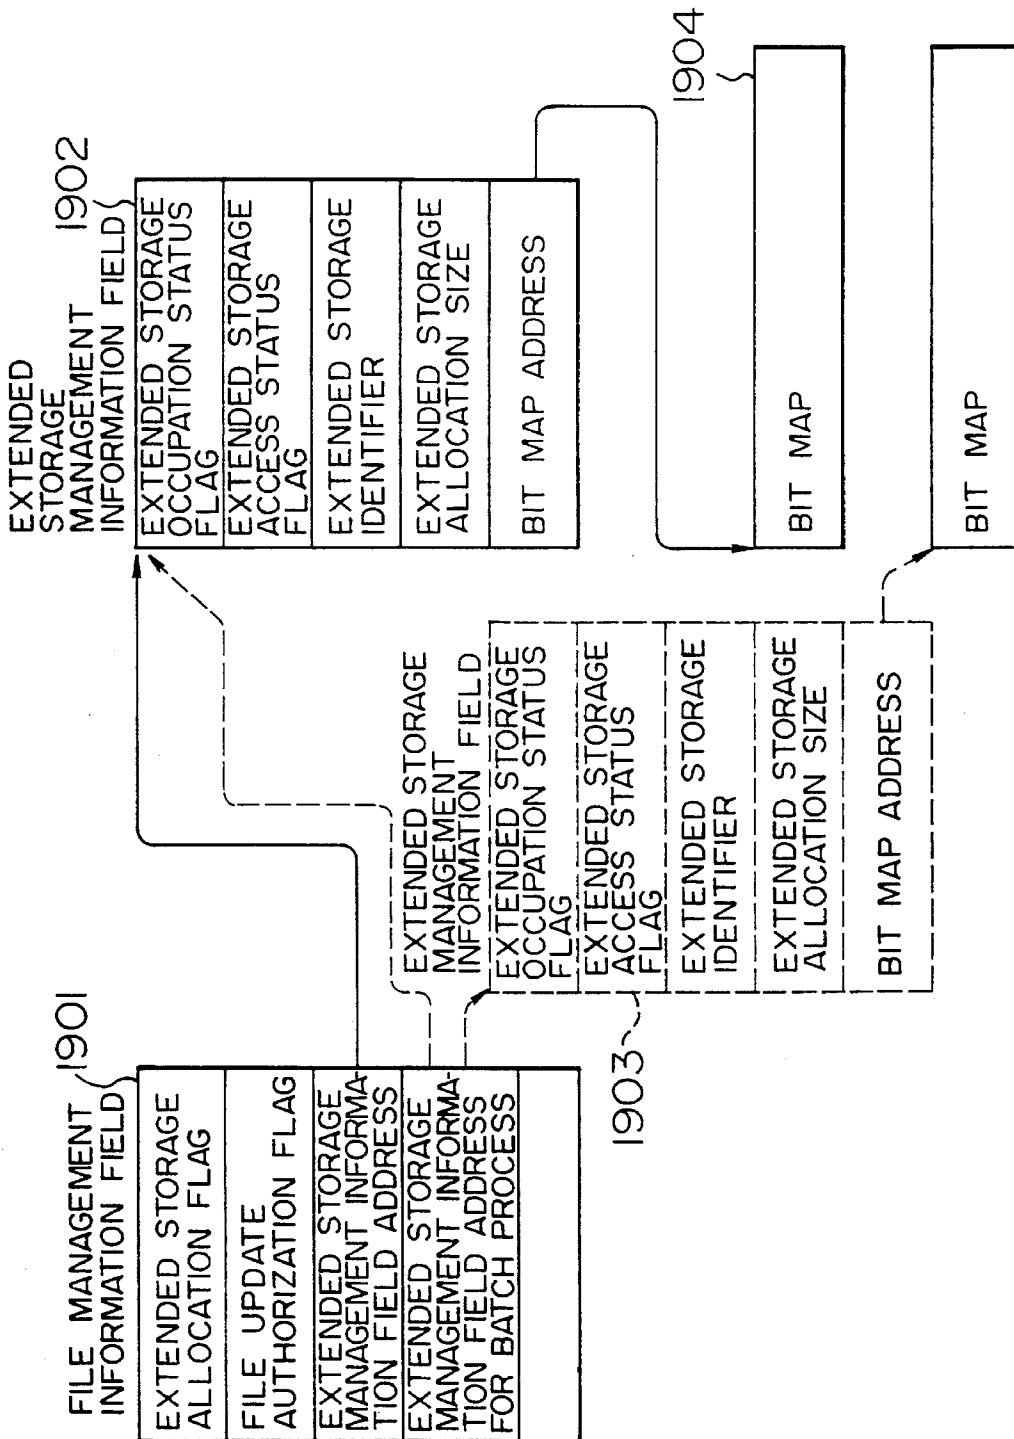 FILE MANAGEMENT
INFORMATION FIELD
1901
EXTENDED STORAGE
ALLOCATION FLAG
FILE UPDATE
AUTHORIZATION FLAG
EXTENDED STORAGE
MANAGEMENT INFORMA-
TION FIELD ADDRESS
EXTENDED STORAGE
MANAGEMENT INFORMA-
TION FIELD ADDRESS
FOR BATCH PROCESS
EXTENDED
STORAGE
MANAGEMENT
INFORMATION FIELD
1902
EXTENDED STORAGE
OCCUPATION STATUS
FLAG
EXTENDED STORAGE
ACCESS STATUS
FLAG
EXTENDED STORAGE
IDENTIFIER
EXTENDED STORAGE
ALLOCATION SIZE
BIT MAP ADDRESS
EXTENDED STORAGE
MANAGEMENT
INFORMATION FIELD
1903
EXTENDED STORAGE
OCCUPATION STATUS
FLAG
EXTENDED STORAGE
ACCESS STATUS
FLAG
EXTENDED STORAGE
IDENTIFIER
EXTENDED STORAGE
ALLOCATION SIZE
BIT MAP ADDRESS
1904
BIT MAP
BIT MAP